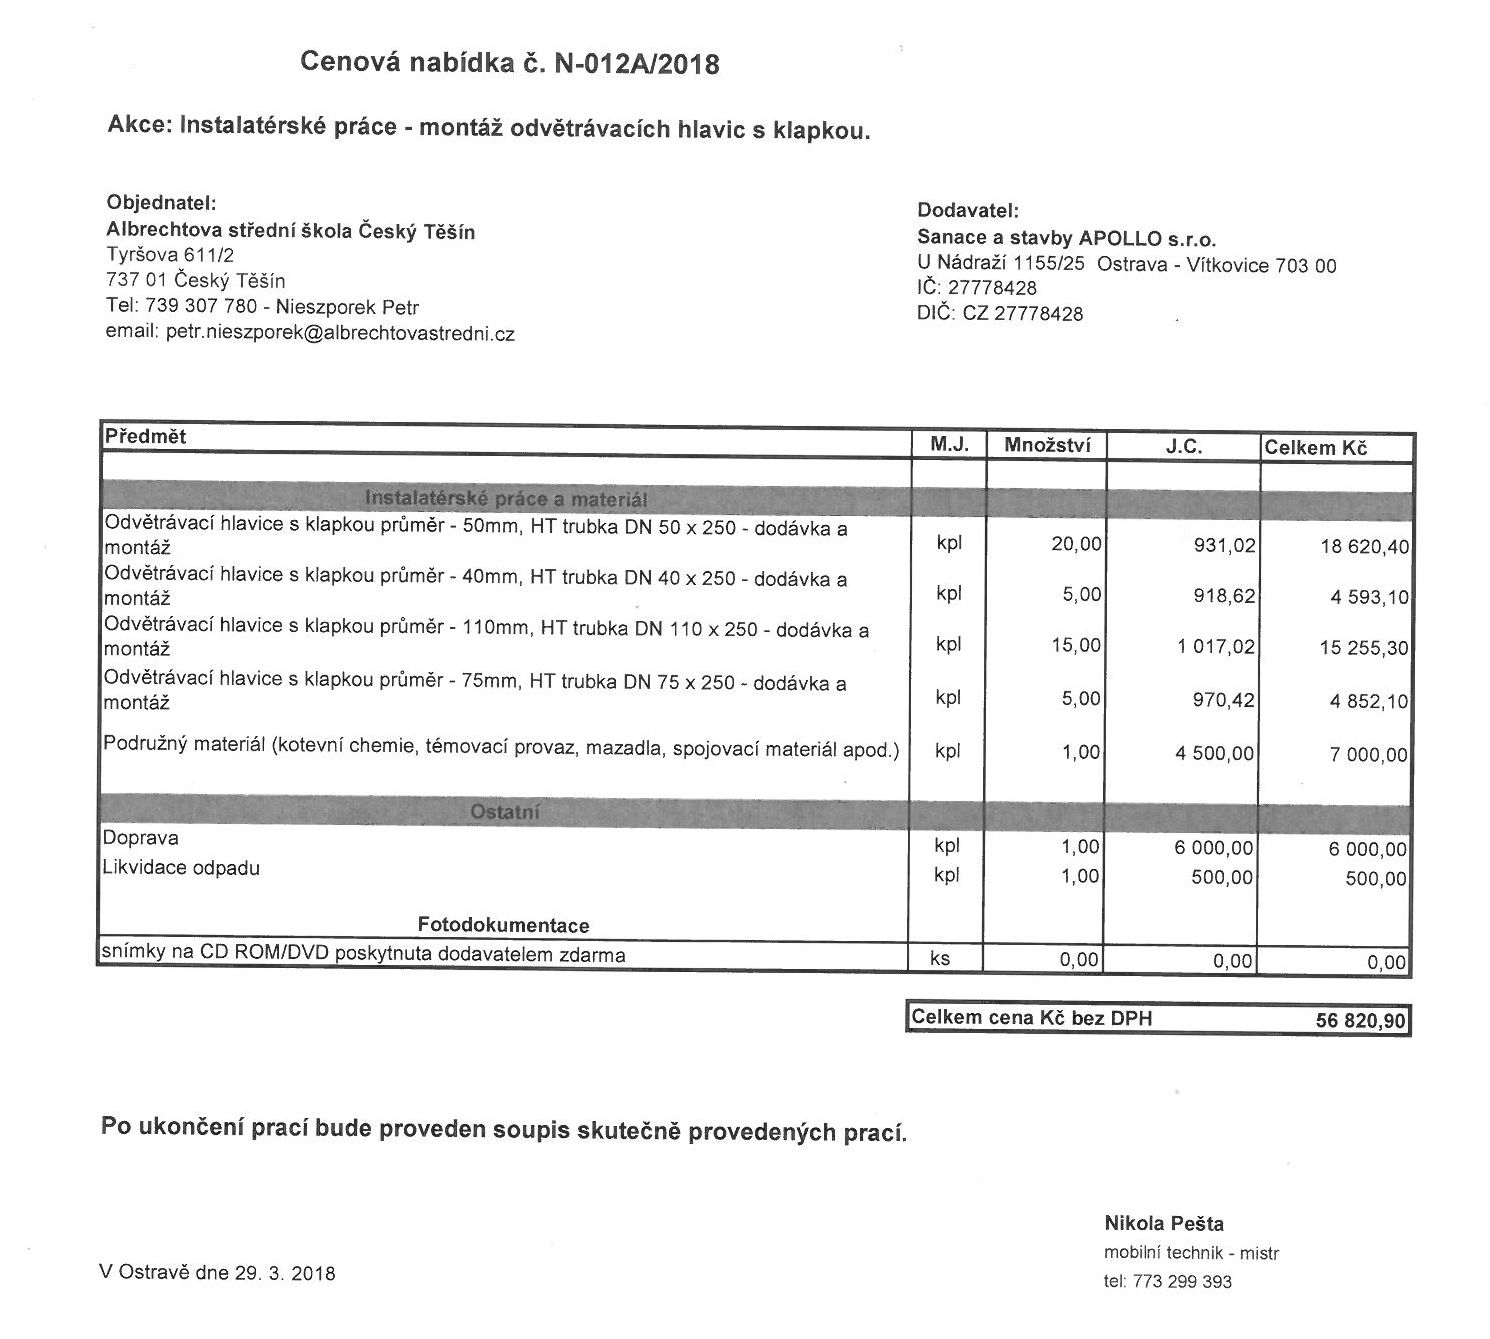 Cenová nabídka č. N-012A/2018
Akce: Instalatérské práce - montáž odvětrávacích hlavic s klapkou.
Objednatel:
Albrechtova střední škola Český Těšín
Tyršova 611/2
737 01 Český Těšín
Tel: 739 307 780 - Nieszporek Petr
email: petr.nieszporek@albrechtovastredni.cz
Dodavatel:
Sanace a stavby APOLLO s.r.o.
U Nádraží 1155/25 Ostrava - Vítkovice 703 00
IČ: 27778428
DIČ: CZ 27778428
Předmět M.J. Množství J.C. Celkem Kč
Instalatérské práce a materiál
Odvětrávací hlavice s klapkou průměr - 50mm, HT trubka DN 50 x 250 - dodávka a
montáž kpl 20,00 931,02 18 620,40
Odvětrávací hlavice s klapkou průměr - 40mm, HT trubka DN 40 x 250 - dodávka a
montáž kpl 5,00 918,62 4 593,10
Odvětrávací hlavice s klapkou průměr - 110mm, HT trubka DN 110 x 250 - dodávka a
montáž kpl 15,00 1 017,02 15 255,30
Odvětrávací hlavice s klapkou průměr - 75mm, HT trubka DN 75 x 250 - dodávka a
montáž kpl 5,00 970,42 4 852,10
Podružný materiál (kotevní chemie, témovací provaz, mazadla, spojovací materiál apod.) kpl 1,00 4 500,00 7 000,00
Ostatní
Doprava kpl 1,00 6 000,00 6 000,00
Likvidace odpadu kpl 1,00 500,00 500,00
Fotodokumentace
snímky na CD ROM/DVD poskytnuta dodavatelem zdarma ks 0,00 0,00 0,00
Celkem cena Kč bez DPH 56 820,90
Po ukončení prací bude proveden soupis skutečně provedených prací.
Nikola Pešta
mobilní technik - mistr
tel: 773 299 393
V Ostravě dne 29. 3. 2018